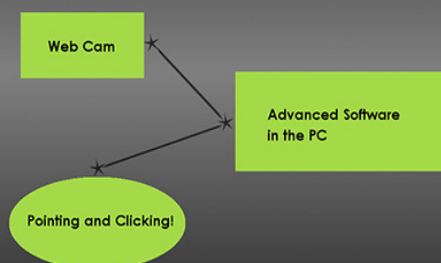 Web Cam
Advanced Software
in the PC
Pointing and Clicking!